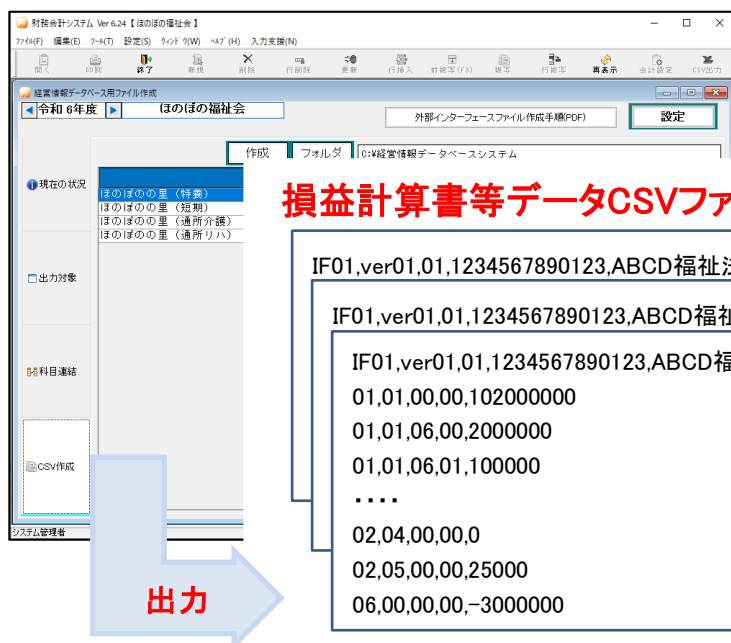 財務会計システム Ver 6.24【 ほのぼの福祉会 】
ファイル(F) 編集(E) ツール(T) 設定(S) ウィンドウ(W) ヘルプ(H) 入力支援(N)
開く 印刷 終了 新規 削除 行削除 更新 行挿入 前複写(F9) 複写 行複写 再表示 会計設定 CSV出力
経営情報データベース用ファイル作成
令和 6年度 ほのぼの福祉会
外部インターフェースファイル作成手順(PDF) 設定
作成 フォルダ C:¥経営情報データベースシステム
現在の状況
ほのぼのの里（特養）
ほのぼのの里（短期）
ほのぼのの里（通所介護）
ほのぼのの里（通所リハ）
出力対象
科目連結
CSV作成
システム管理者
損益計算書等データCSVファ
IF01,ver01,01,1234567890123,ABCD福祉法
IF01,ver01,01,1234567890123,ABCD福祉
IF01,ver01,01,1234567890123,ABCD福
01,01,00,00,102000000
01,01,06,00,2000000
01,01,06,01,100000
・・・・
02,04,00,00,0
02,05,00,00,25000
06,00,00,00,-3000000
出力